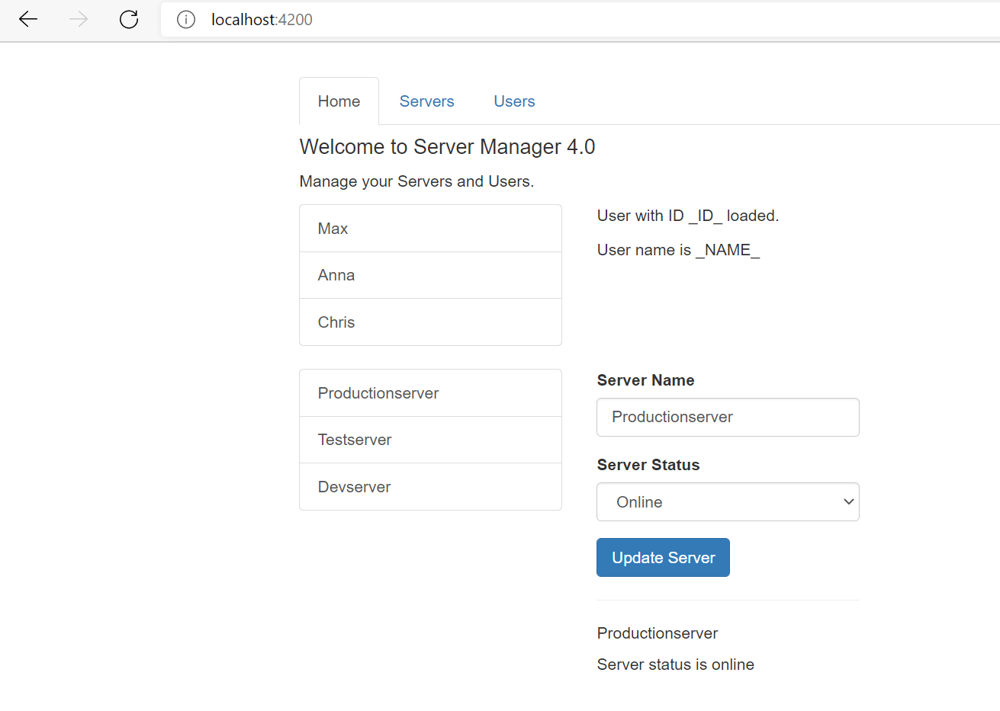 localhost:4200
Home Servers Users
Welcome to Server Manager 4.0
Manage your Servers and Users.
Max
Anna
Chris
User with ID _ID_ loaded.
User name is _NAME_
Productionserver
Testserver
Devserver
Server Name
Productionserver
Server Status
Online
Update Server
Productionserver
Server status is online